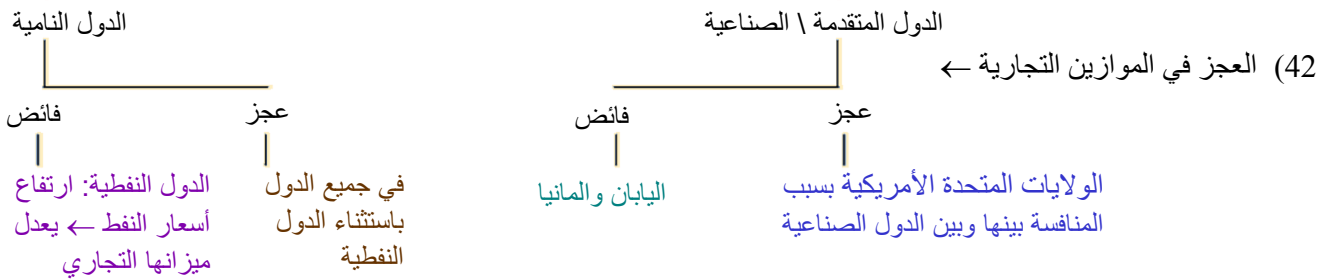 42) العجز في الموازين التجارية ←
الدول المتقدمة \ الصناعية
عجز
الولايات المتحدة الأمريكية بسبب
المنافسة بينها وبين الدول الصناعية
فائض
اليابان والمانيا
الدول النامية
عجز
في جميع الدول
باستثناء الدول
النفطية
فائض
الدول النفطية: ارتفاع
أسعار النفط ← يعدل
ميزانها التجاري